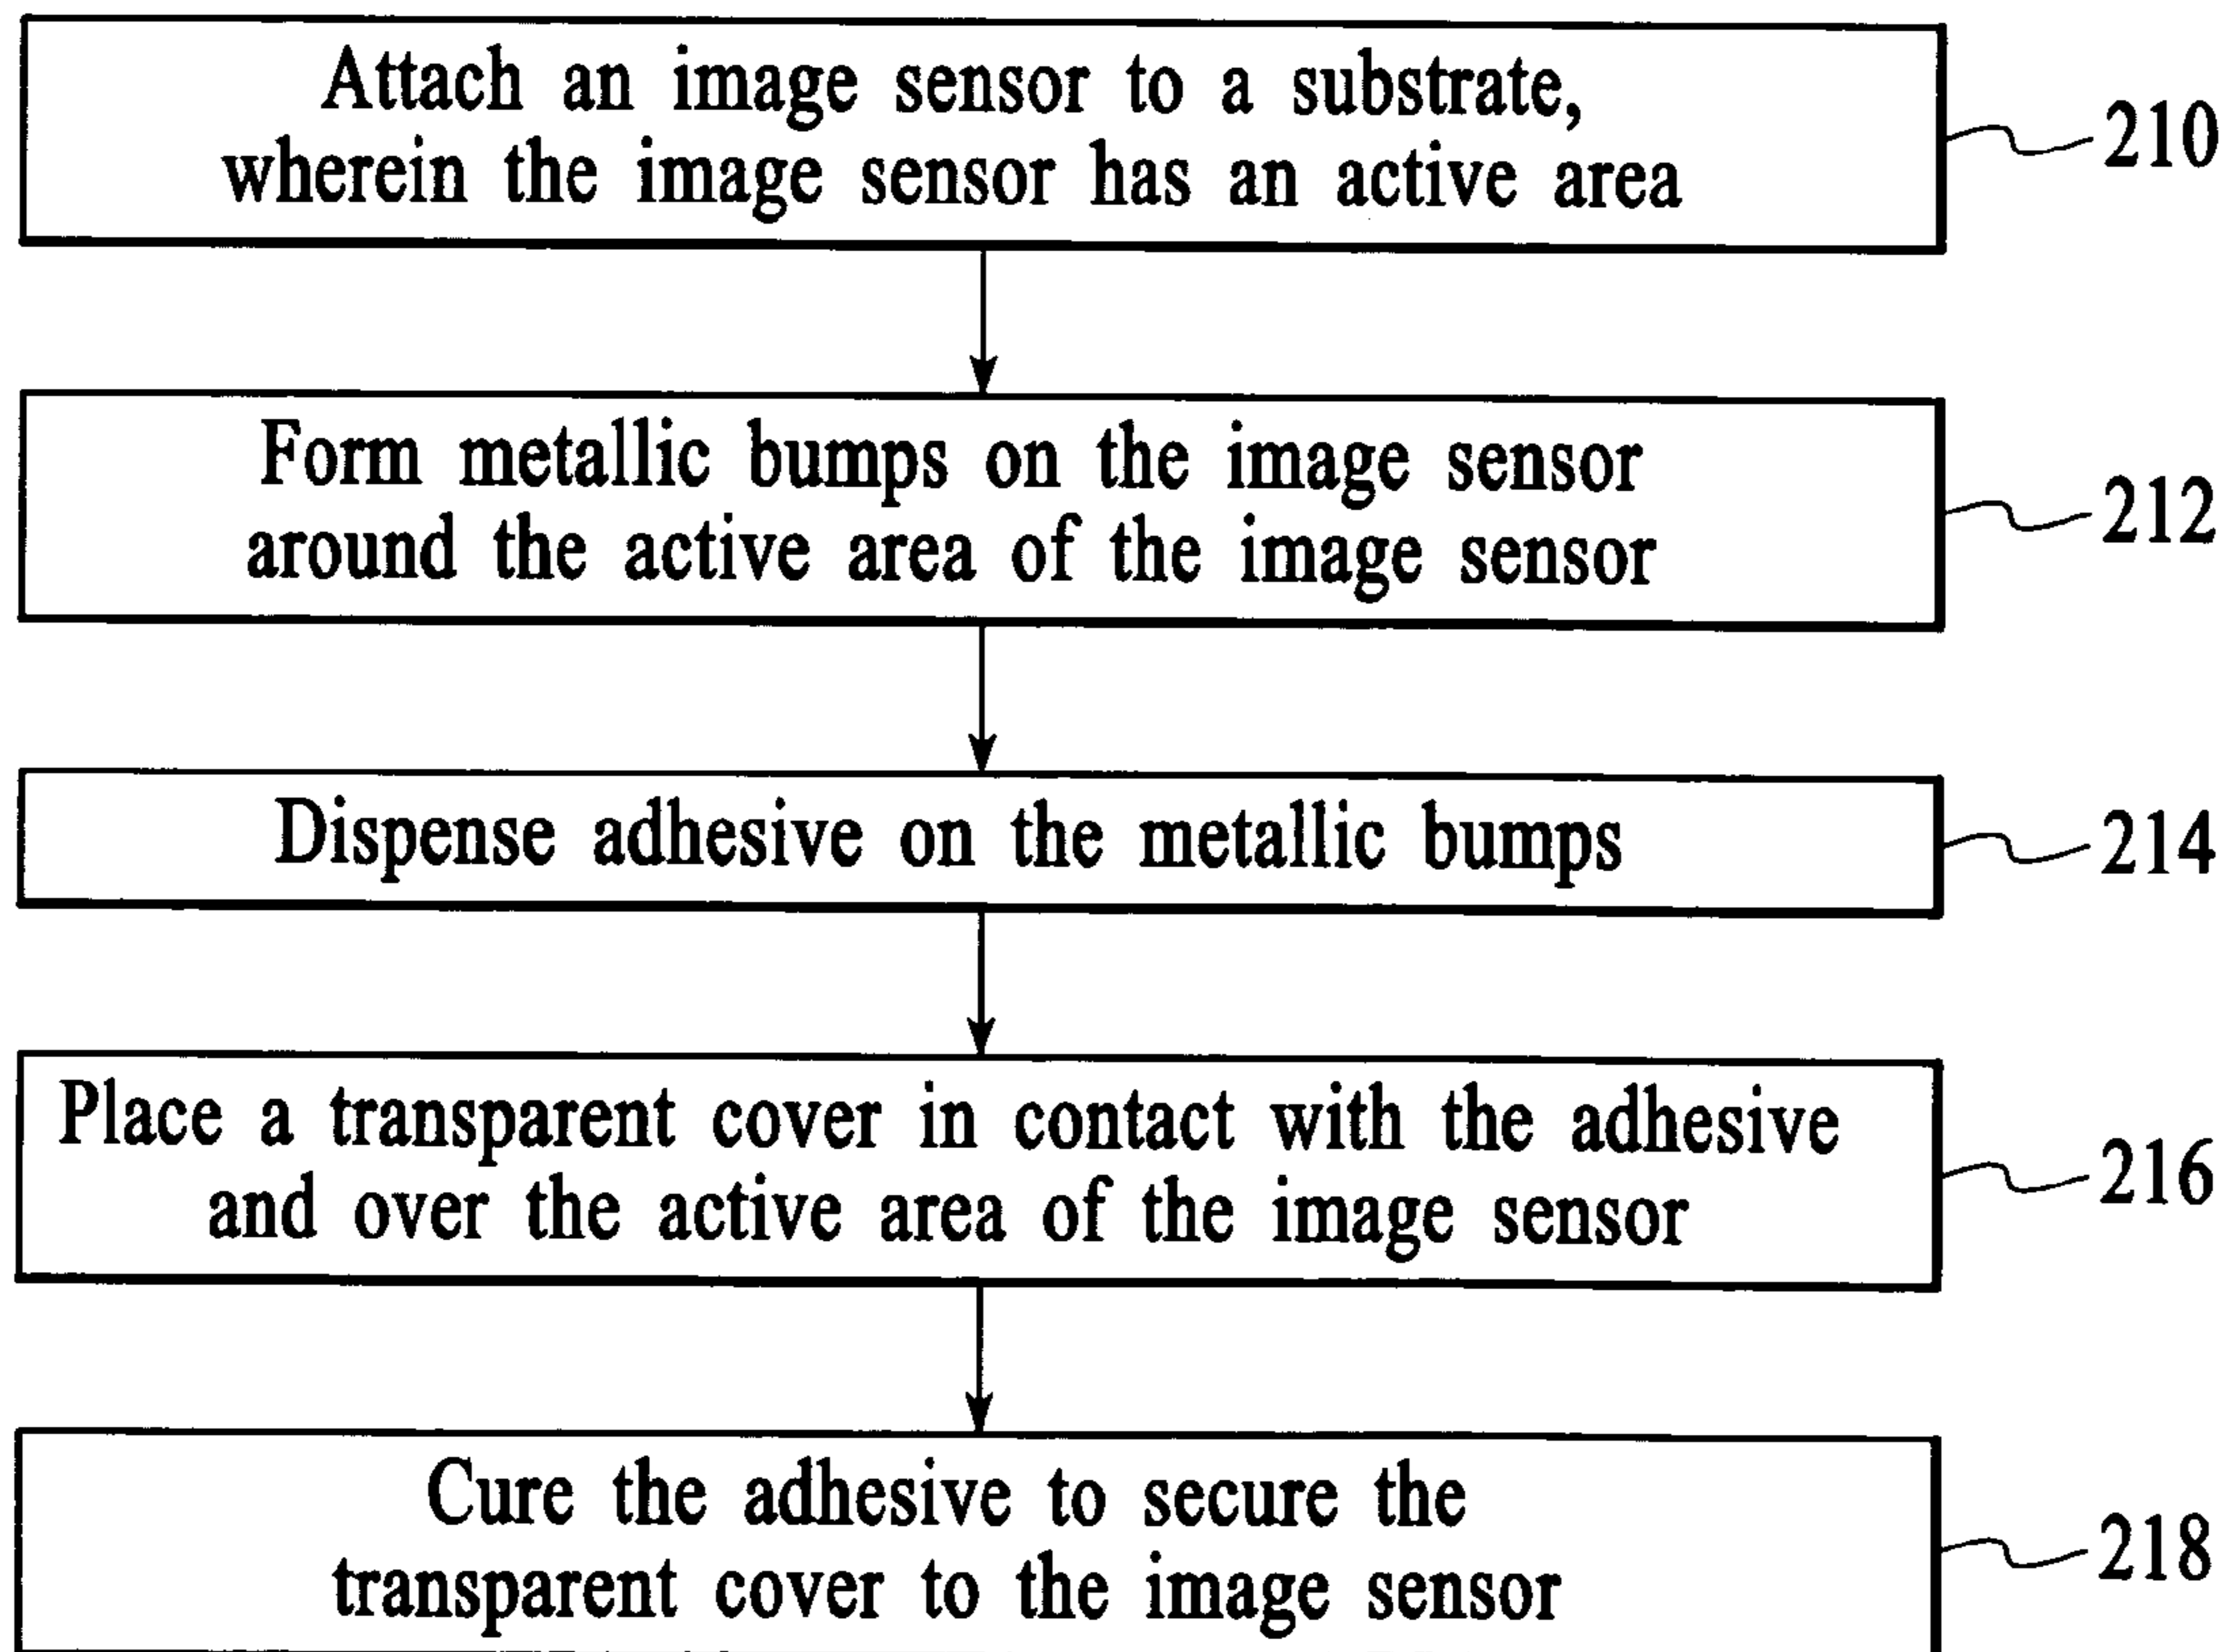 Attach an image sensor to a substrate,
wherein the image sensor has an active area
210
Form metallic bumps on the image sensor
around the active area of the image sensor
212
Dispense adhesive on the metallic bumps
214
Place a transparent cover in contact with the adhesive
and over the active area of the image sensor
216
Cure the adhesive to secure the
transparent cover to the image sensor
218